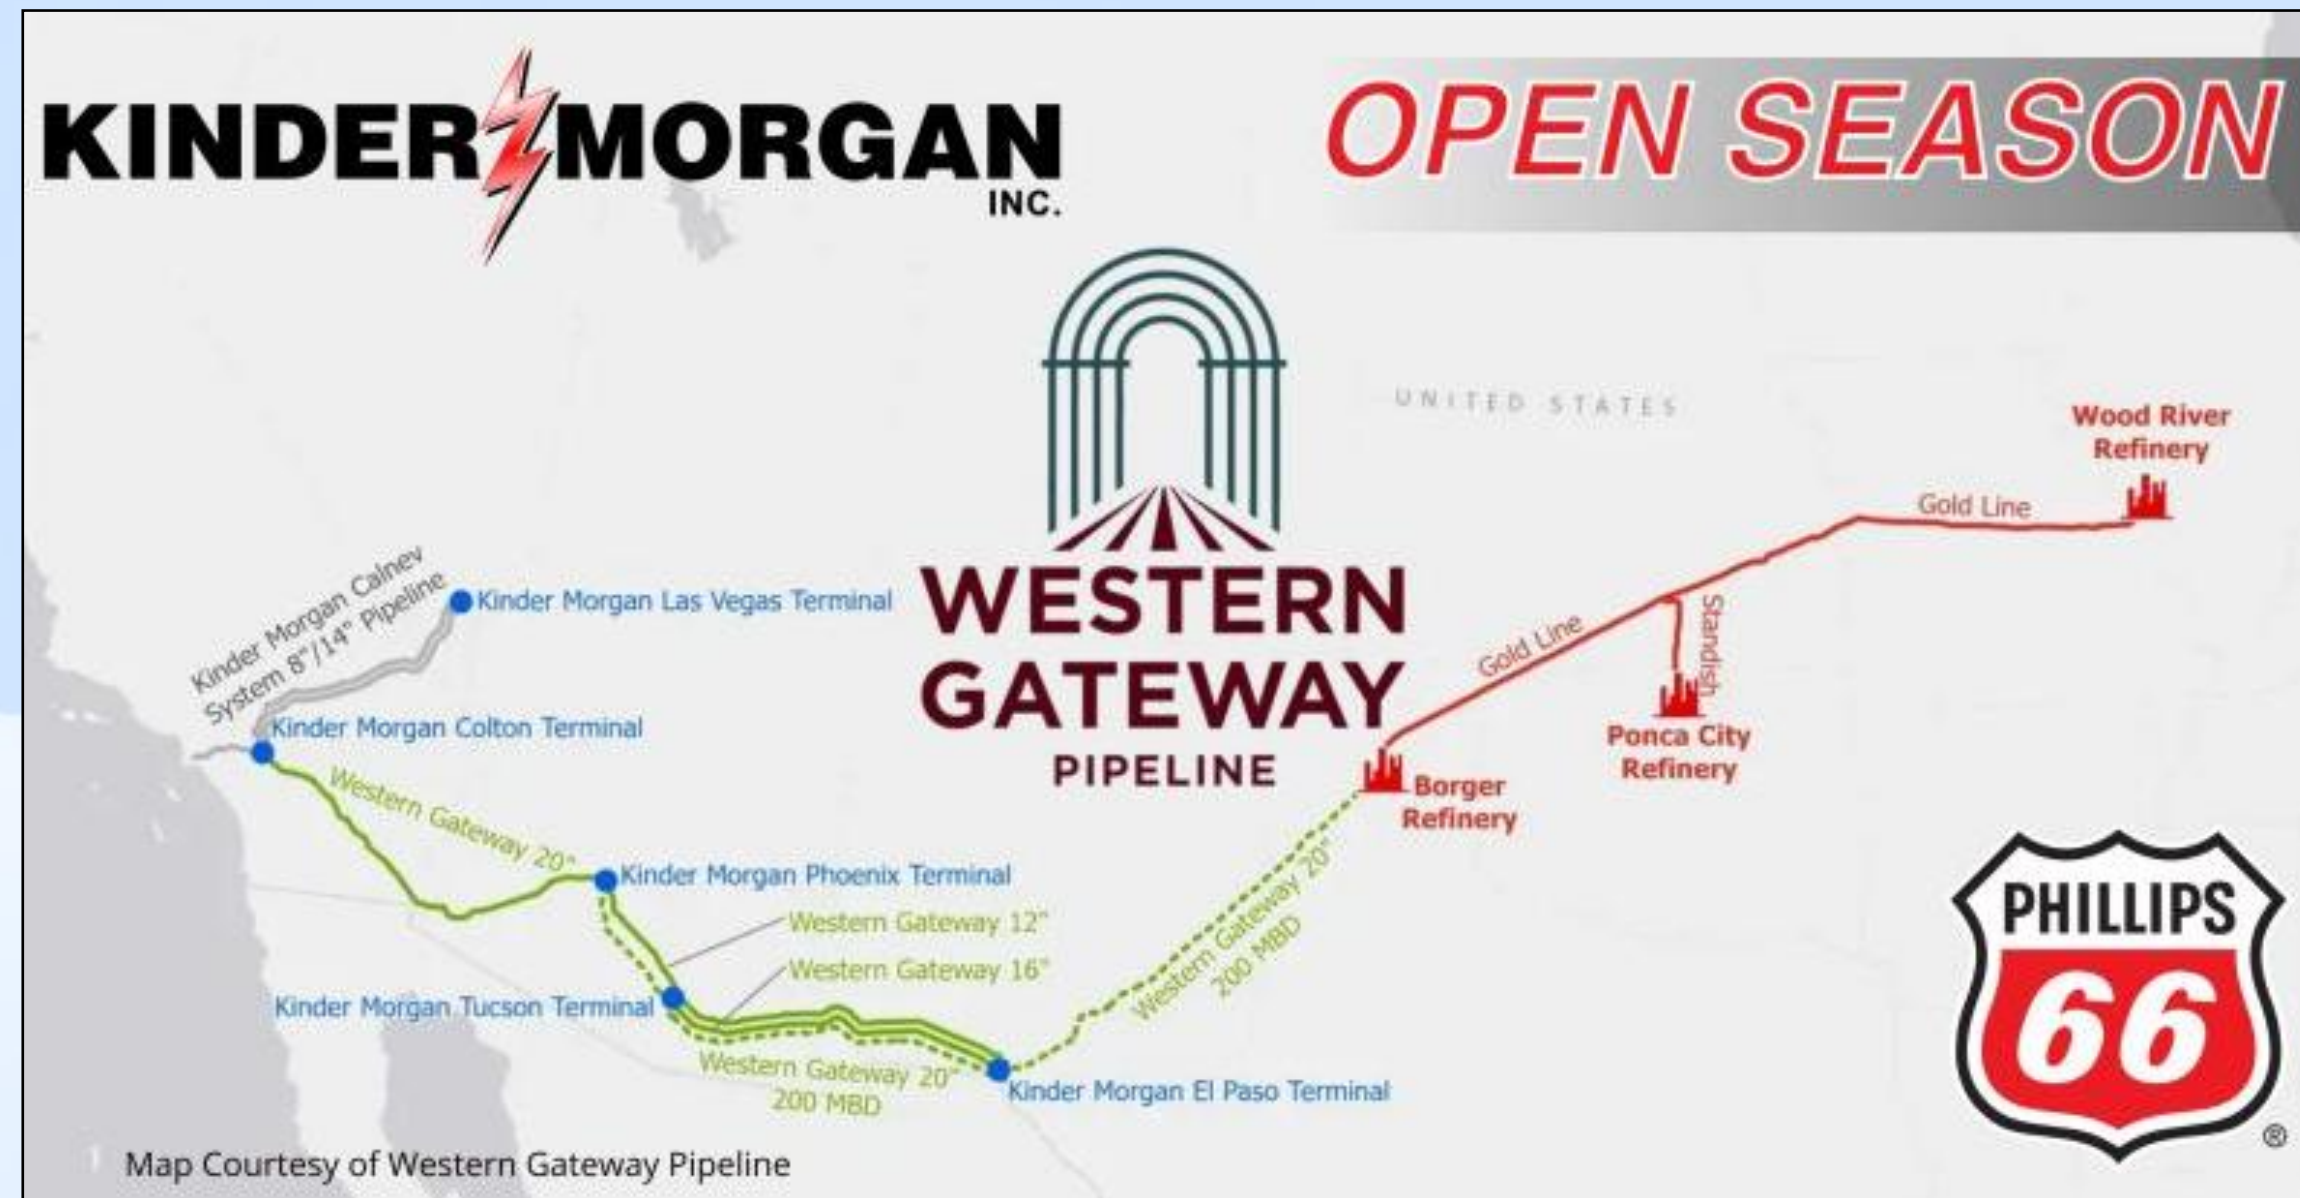 KINDER MORGAN
INC.
OPEN SEASON
WESTERN
GATEWAY
PIPELINE
UNITED STATES
Wood River
Refinery
Gold Line
Gold Line
Standish
Ponca City
Refinery
Borger
Refinery
Kinder Morgan Calnev
System 8"/14" Pipeline
Kinder Morgan Las Vegas Terminal
Kinder Morgan Colton Terminal
Western Gateway 20"
Kinder Morgan Phoenix Terminal
Western Gateway 12"
Western Gateway 16"
Kinder Morgan Tucson Terminal
Western Gateway 20"
200 MBD
Western Gateway 20"
200 MBD
Kinder Morgan El Paso Terminal
PHILLIPS
66
®
Map Courtesy of Western Gateway Pipeline